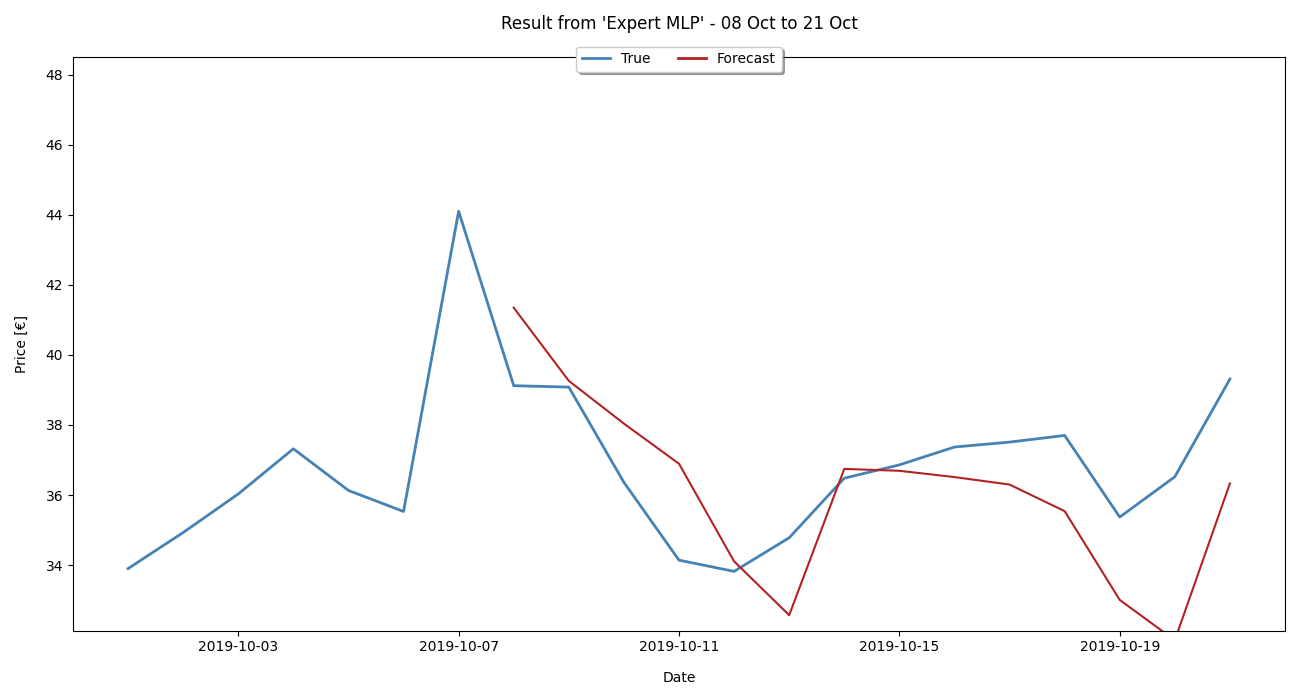 Result from 'Expert MLP' - 08 Oct to 21 Oct
True Forecast
48
46
44
42
40
38
36
34
Price [€]
2019-10-03 2019-10-07 2019-10-11 2019-10-15 2019-10-19
Date